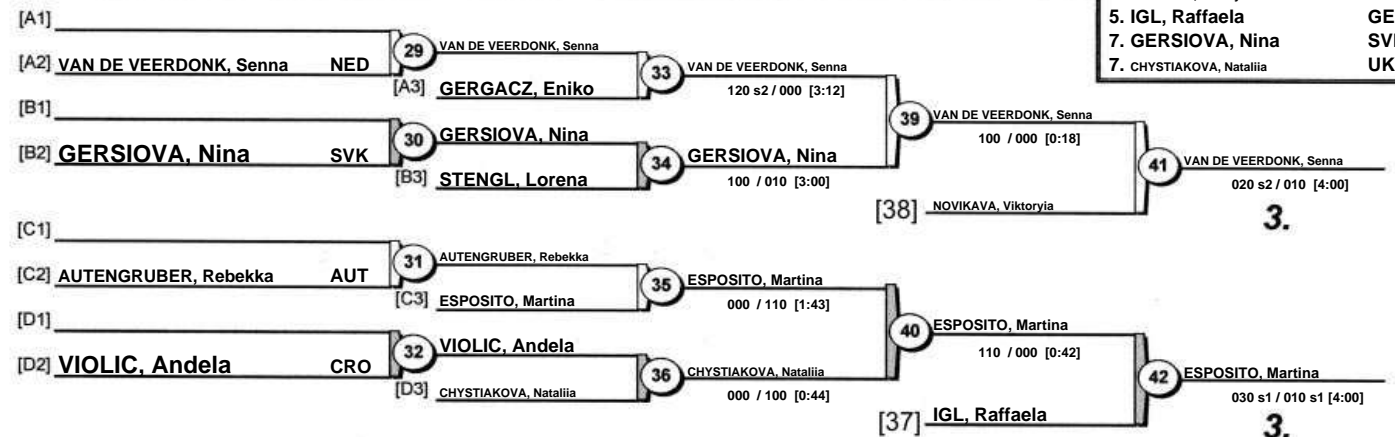 5. IGL, Raffaela GE
7. GERSIOVA, Nina SV
7. CHYSTIAKOVA, Nataliia UK
[A1]
[A2] VAN DE VEERDONK, Senna NED
29 VAN DE VEERDONK, Senna
[A3] GERGACZ, Eniko
33 VAN DE VEERDONK, Senna
120 s2 / 000 [3:12]
[B1]
[B2] GERSIOVA, Nina SVK
30 GERSIOVA, Nina
[B3] STENGL, Lorena
34 GERSIOVA, Nina
100 / 010 [3:00]
39 VAN DE VEERDONK, Senna
100 / 000 [0:18]
[38] NOVIKAVA, Viktoryia
41 VAN DE VEERDONK, Senna
020 s2 / 010 [4:00]
3.
[C1]
[C2] AUTENGRUBER, Rebekka AUT
31 AUTENGRUBER, Rebekka
[C3] ESPOSITO, Martina
35 ESPOSITO, Martina
000 / 110 [1:43]
[D1]
[D2] VIOLIC, Andela CRO
32 VIOLIC, Andela
[D3] CHYSTIAKOVA, Nataliia
36 CHYSTIAKOVA, Nataliia
000 / 100 [0:44]
40 ESPOSITO, Martina
110 / 000 [0:42]
[37] IGL, Raffaela
42 ESPOSITO, Martina
030 s1 / 010 s1 [4:00]
3.